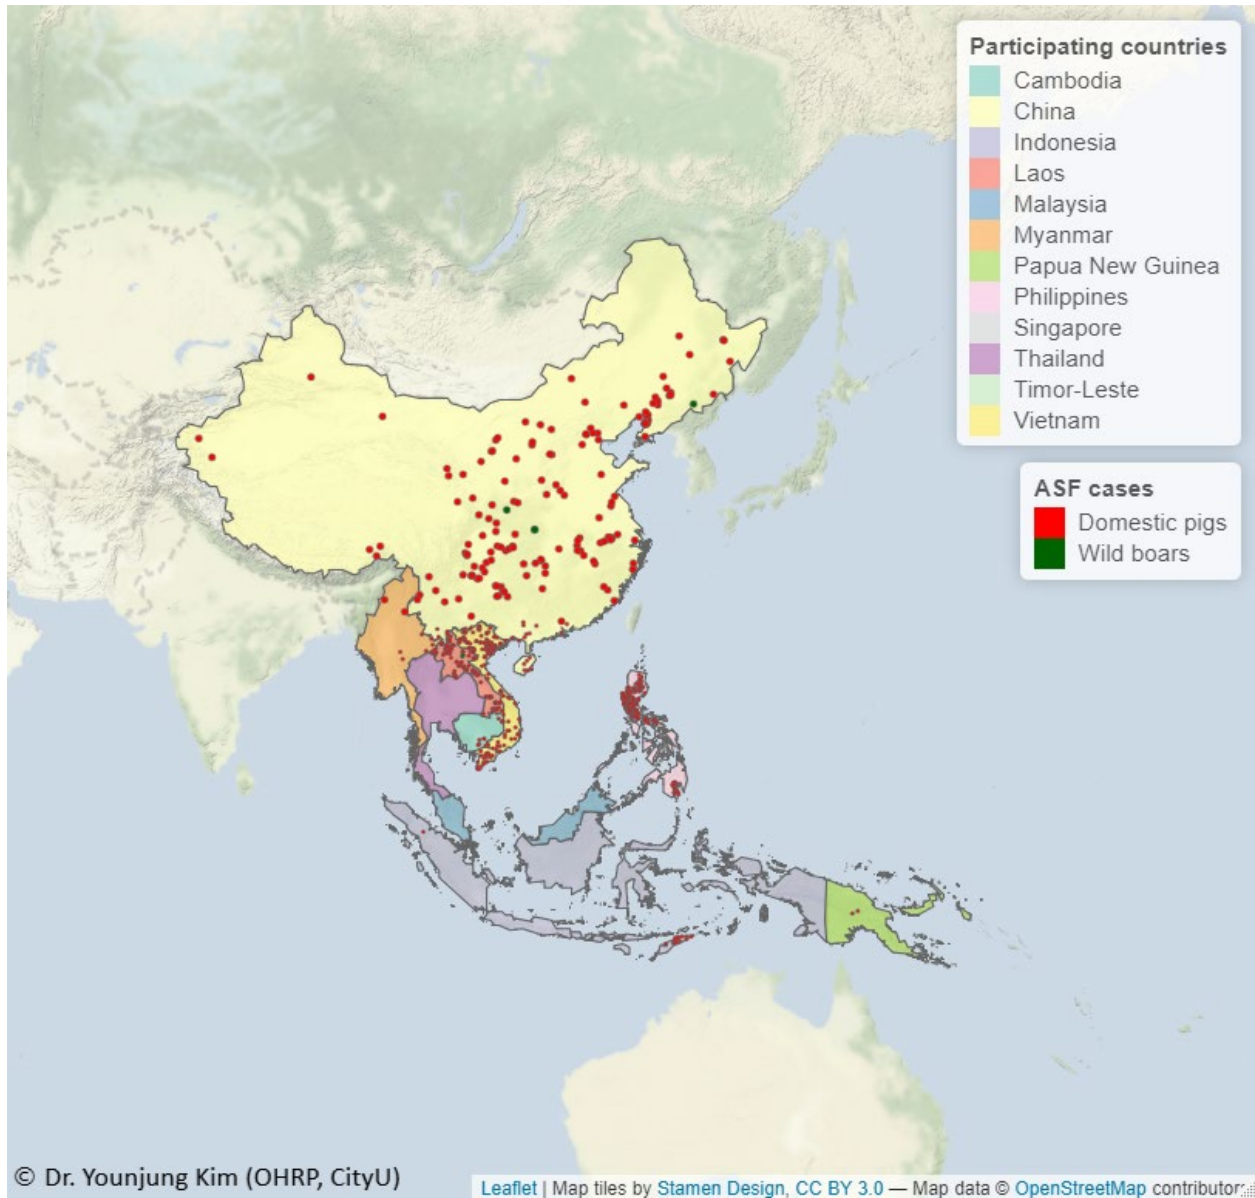 Participating countries
Cambodia
China
Indonesia
Laos
Malaysia
Myanmar
Papua New Guinea
Philippines
Singapore
Thailand
Timor-Leste
Vietnam
ASF cases
Domestic pigs
Wild boars
© Dr. Younjung Kim (OHRP, CityU)
Leaflet | Map tiles by Stamen Design, CC BY 3.0 — Map data © OpenStreetMap contributor